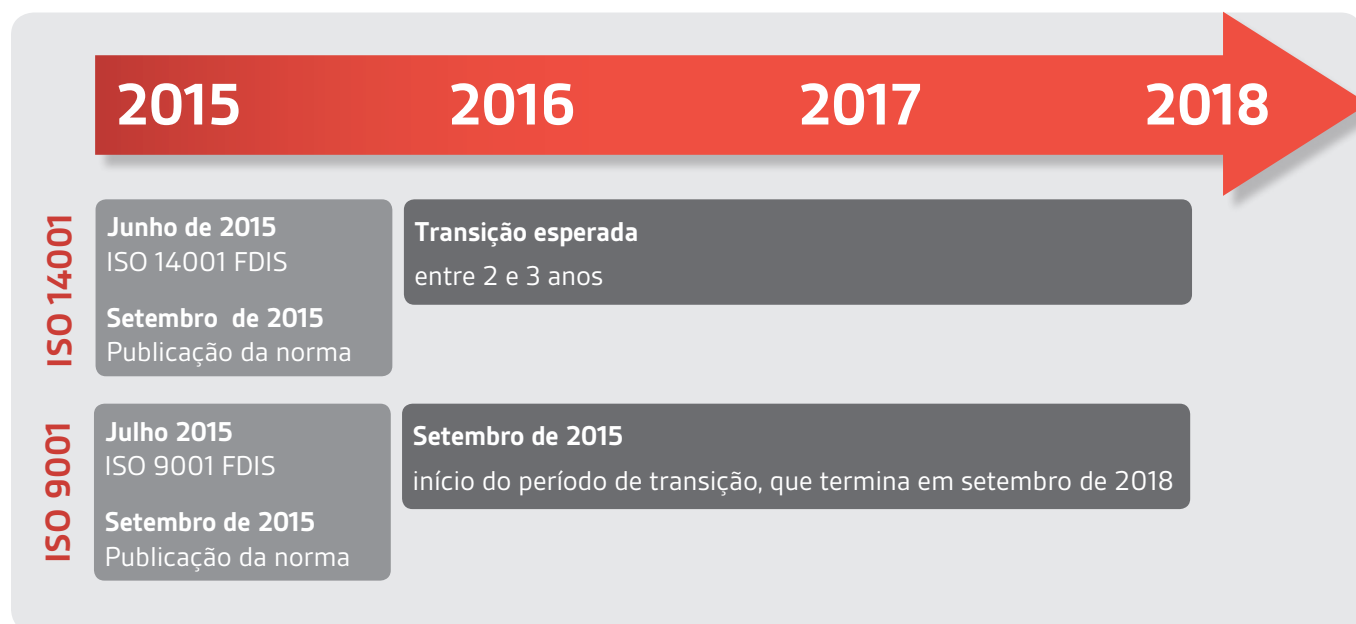 2015 2016 2017 2018
ISO 14001
Junho de 2015
ISO 14001 FDIS
Setembro de 2015
Publicação da norma
Transição esperada
entre 2 e 3 anos
ISO 9001
Julho 2015
ISO 9001 FDIS
Setembro de 2015
Publicação da norma
Setembro de 2015
início do período de transição, que termina em setembro de 2018